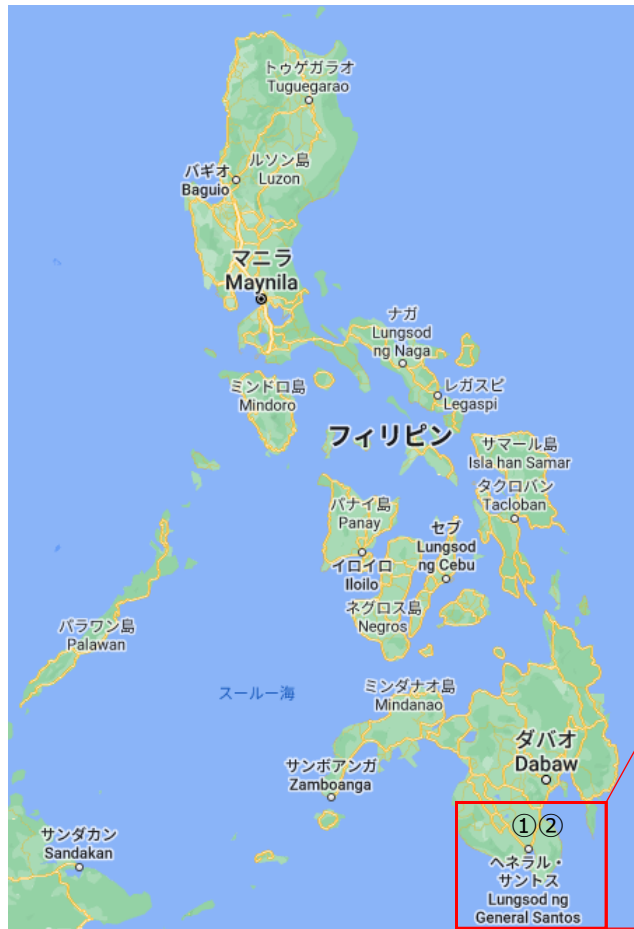 トゥゲガラオ
Tuguegarao
バギオ
Baguio
ルソン島
Luzon
マニラ
Maynila
ナガ
Lungsod
ng Naga
レガスピ
Legaspi
ミンドロ島
Mindoro
フィリピン
サマール島
Isla han Samar
タクロバン
Tacloban
パナイ島
Panay
セブ
Lungsod
ng Cebu
イロイロ
Iloilo
ネグロス島
Negros
パラワン島
Palawan
スールー海
ミンダナオ島
Mindanao
ダバオ
Dabaw
サンボアンガ
Zamboanga
①②
サンダカン
Sandakan
ヘネラル・
サントス
Lungsod ng
General Santos